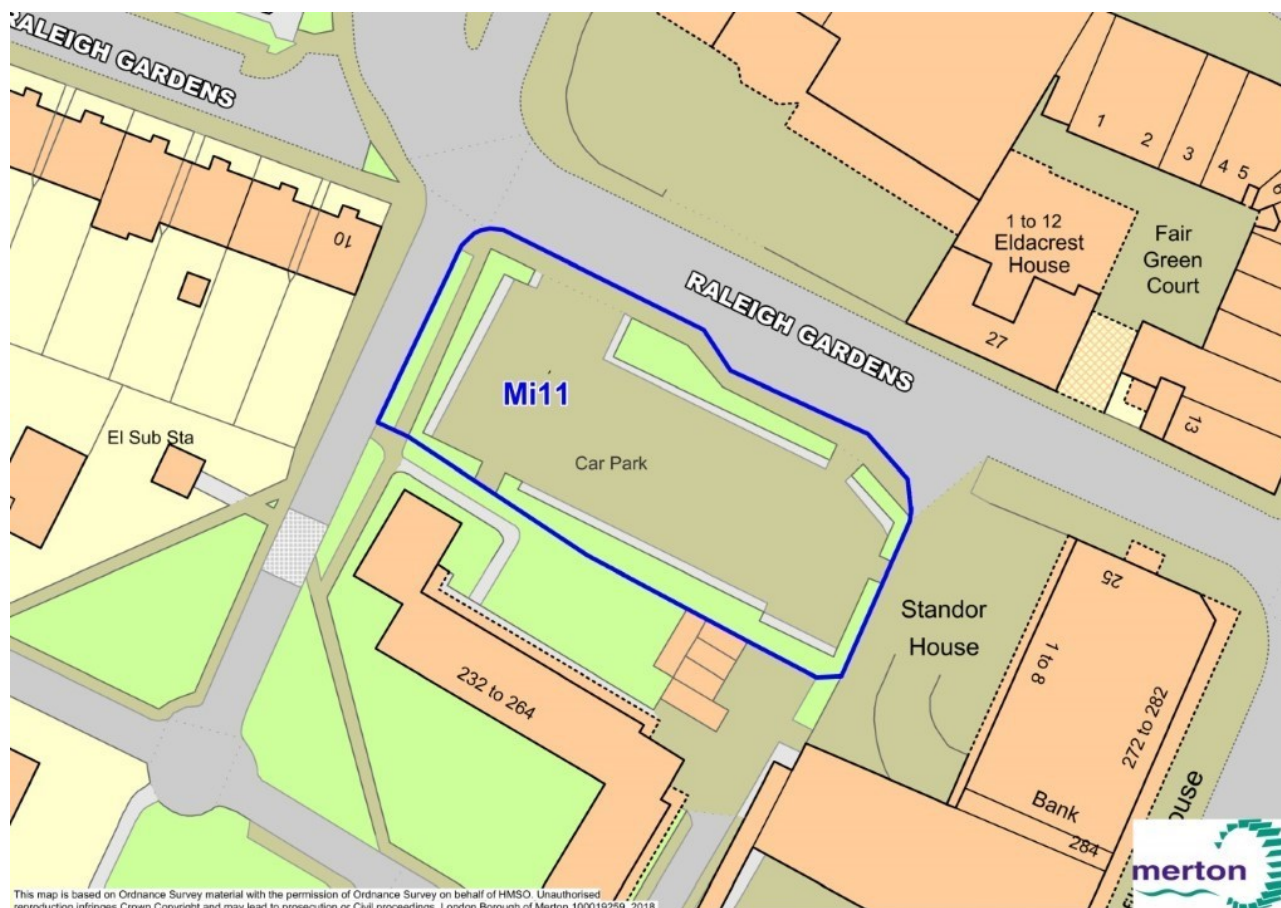 RALEIGH GARDENS
10
El Sub Sta
Mi11
Car Park
RALEIGH GARDENS
1
2
3
4
5
6
1 to 12
Eldacrest
House
Fair
Green
Court
27
13
Standor
House
25
1 to 8
272 to 282
Bank
284
232 to 264
merton
This map is based on Ordnance Survey material with the permission of Ordnance Survey on behalf of HMSO. Unauthorised
reproduction infringes Crown Copyright and may lead to prosecution or Civil proceedings. London Borough of Merton 100019259. 2018.